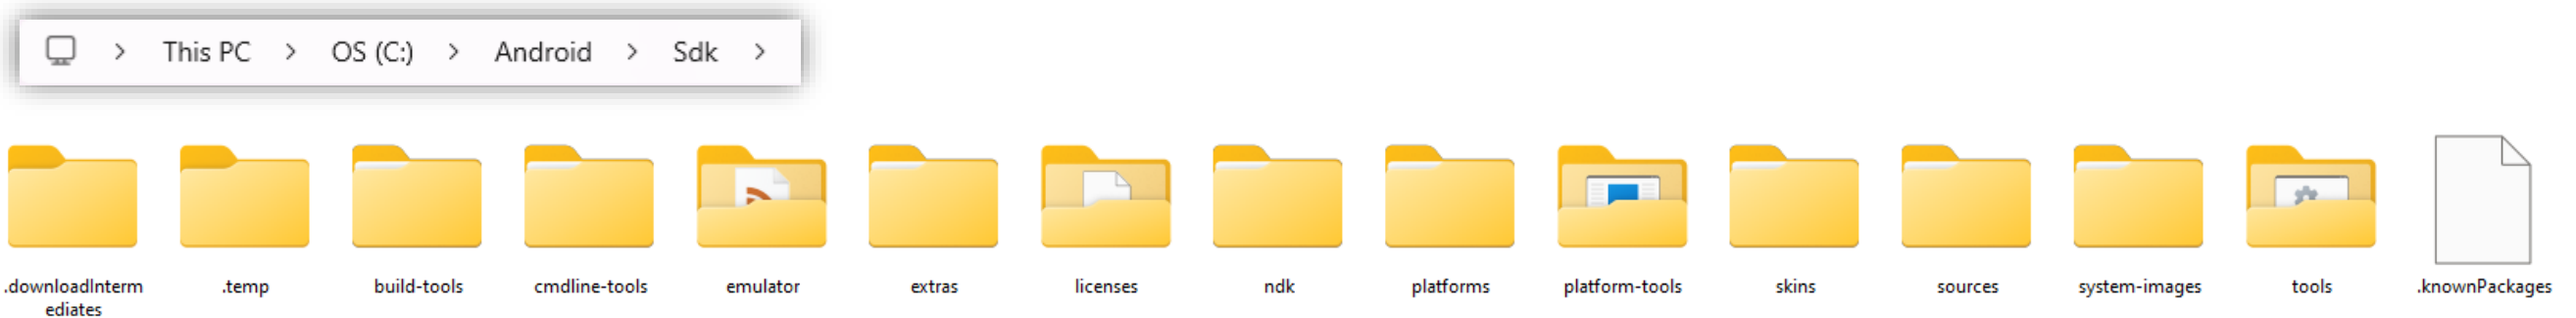 This PC > OS (C:) > Android > Sdk >
.downloadInterm
ediates
.temp
build-tools
cmdline-tools
emulator
extras
licenses
ndk
platforms
platform-tools
skins
sources
system-images
tools
.knownPackages